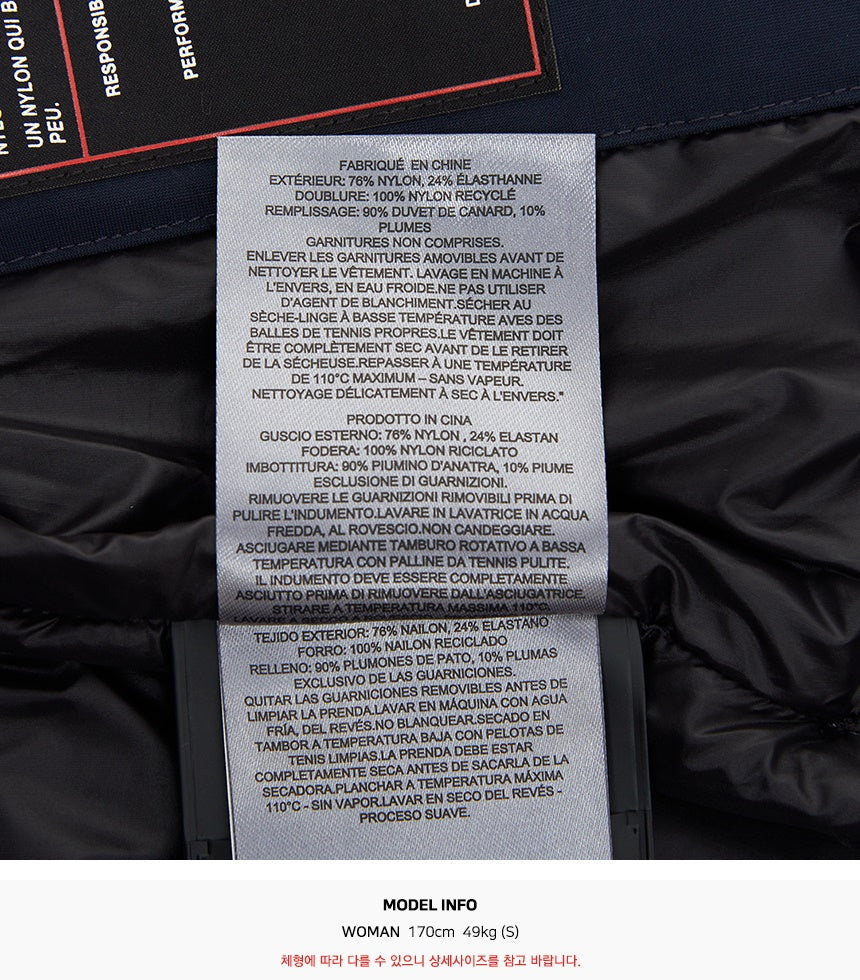 NYLO
UN NYLON QUI B
PEU.
RESPONSIB
PERFORM
D
FABRIQUÉ EN CHINE
EXTÉRIEUR: 76% NYLON, 24% ÉLASTHANNE
DOUBLURE: 100% NYLON RECYCLÉ
REMPLISSAGE: 90% DUVET DE CANARD, 10%
PLUMES
GARNITURES NON COMPRISES.
ENLEVER LES GARNITURES AMOVIBLES AVANT DE
NETTOYER LE VÊTEMENT. LAVAGE EN MACHINE À
L'ENVERS, EN EAU FROIDE.NE PAS UTILISER
D'AGENT DE BLANCHIMENT.SÉCHER AU
SÈCHE-LINGE À BASSE TEMPÉRATURE AVES DES
BALLES DE TENNIS PROPRES.LE VÊTEMENT DOIT
ÊTRE COMPLÈTEMENT SEC AVANT DE LE RETIRER
DE LA SÉCHEUSE.REPASSER À UNE TEMPÉRATURE
DE 110°C MAXIMUM – SANS VAPEUR.
NETTOYAGE DÉLICATEMENT À SEC À L'ENVERS."
PRODOTTO IN CINA
GUSCIO ESTERNO: 76% NYLON , 24% ELASTAN
FODERA: 100% NYLON RICICLATO
IMBOTTITURA: 90% PIUMINO D'ANATRA, 10% PIUME
ESCLUSIONE DI GUARNIZIONI.
RIMUOVERE LE GUARNIZIONI RIMOVIBILI PRIMA DI
PULIRE L'INDUMENTO.LAVARE IN LAVATRICE IN ACQUA
FREDDA, AL ROVESCIO.NON CANDEGGIARE.
ASCIUGARE MEDIANTE TAMBURO ROTATIVO A BASSA
TEMPERATURA CON PALLINE DA TENNIS PULITE.
IL INDUMENTO DEVE ESSERE COMPLETAMENTE
ASCIUTTO PRIMA DI RIMUOVERE DALL'ASCIUGATRICE.
STIRARE A TEMPERATURA MASSIMA 110°C.
LAVARE A SECCO
TEJIDO EXTERIOR: 76% NAILON, 24% ELASTANO
FORRO: 100% NAILON RECICLADO
RELLENO: 90% PLUMONES DE PATO, 10% PLUMAS
EXCLUSIVO DE LAS GUARNICIONES.
QUITAR LAS GUARNICIONES REMOVIBLES ANTES DE
LIMPIAR LA PRENDA.LAVAR EN MÁQUINA CON AGUA
FRÍA, DEL REVÉS.NO BLANQUEAR.SECADO EN
TAMBOR A TEMPERATURA BAJA CON PELOTAS DE
TENIS LIMPIAS.LA PRENDA DEBE ESTAR
COMPLETAMENTE SECA ANTES DE SACARLA DE LA
SECADORA.PLANCHAR A TEMPERATURA MÁXIMA
110°C - SIN VAPOR.LAVAR EN SECO DEL REVÉS -
PROCESO SUAVE.
MODEL INFO
WOMAN 170cm 49kg (S)
체형에 따라 다를 수 있으니 상세사이즈를 참고 바랍니다.